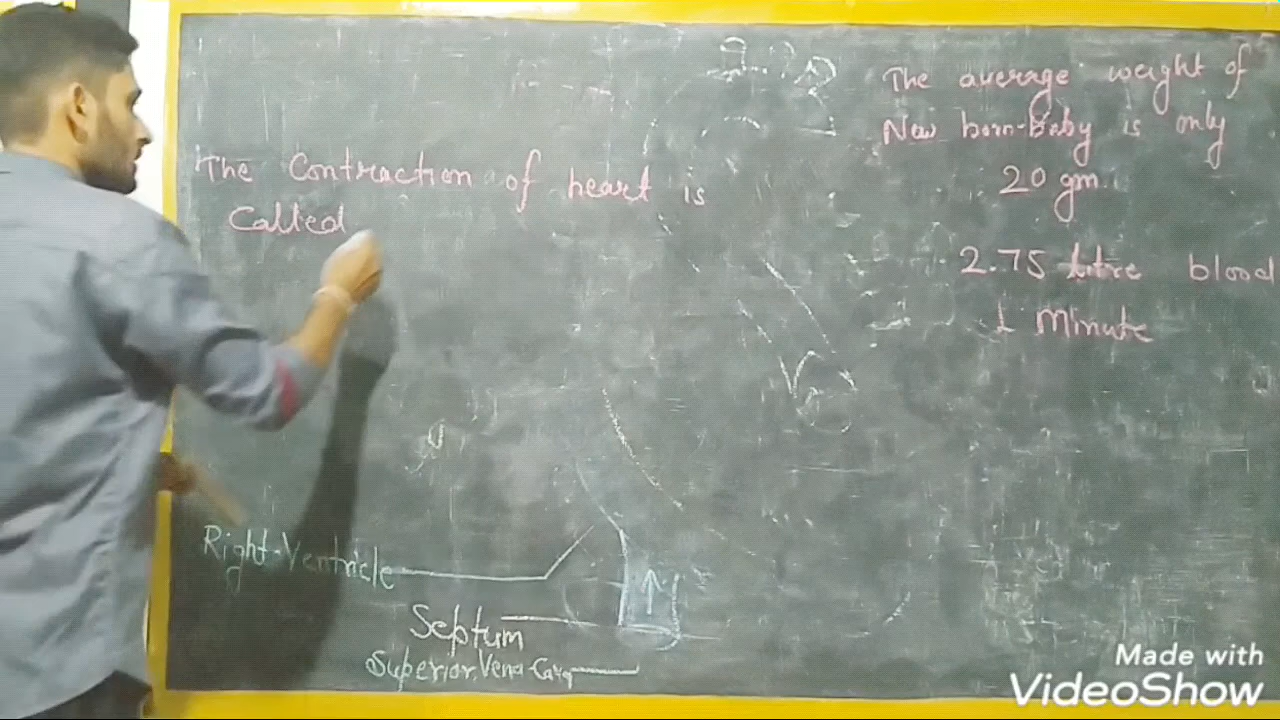 The Contraction of heart is
Called
The average weight of
New born-Baby is only
20 gm.
2.75 Litre blood
1 Minute
Right-Ventricle
Septum
Superior Vena-Cava
Made with
VideoShow